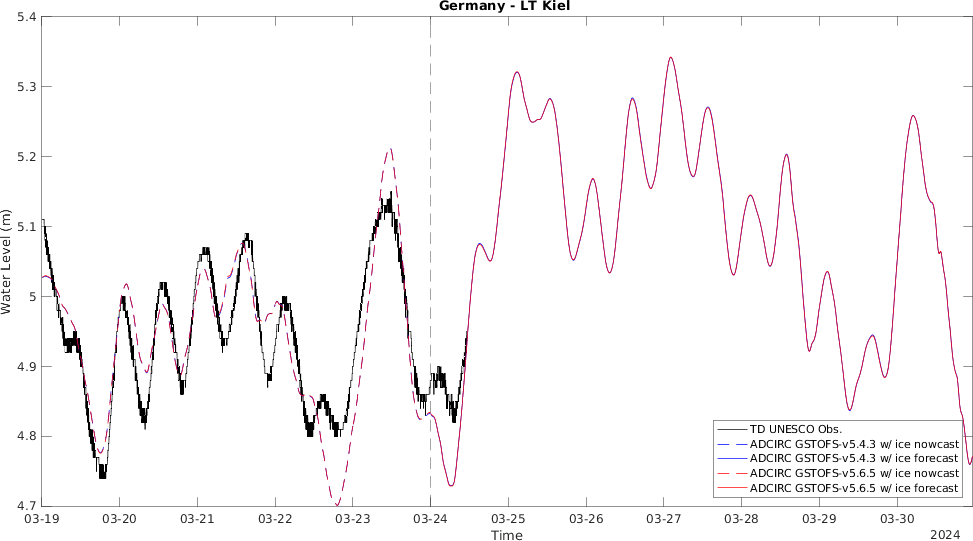 Germany - LT Kiel
5.4
5.3
5.2
5.1
5
4.9
4.8
4.7
Water Level (m)
03-19 03-20 03-21 03-22 03-23 03-24 03-25 03-26 03-27 03-28 03-29 03-30
Time
2024
TD UNESCO Obs.
ADCIRC GSTOFS-v5.4.3 w/ ice nowcast
ADCIRC GSTOFS-v5.4.3 w/ ice forecast
ADCIRC GSTOFS-v5.6.5 w/ ice nowcast
ADCIRC GSTOFS-v5.6.5 w/ ice forecast